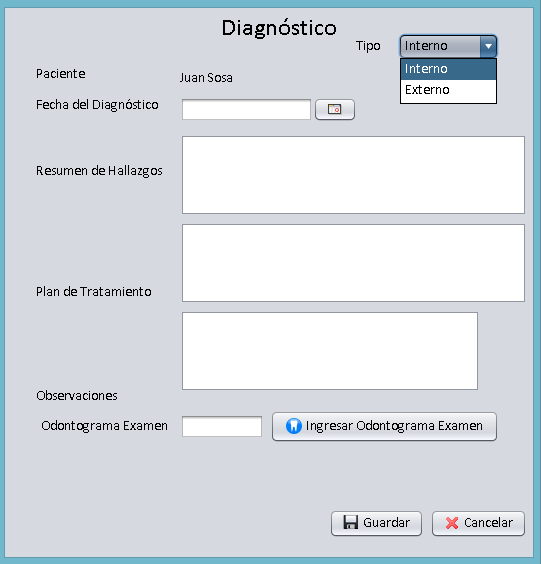 Diagnóstico
Tipo
Interno
Interno
Externo
Paciente
Juan Sosa
Fecha del Diagnóstico
Resumen de Hallazgos
Plan de Tratamiento
Observaciones
Odontograma Examen
Ingresar Odontograma Examen
Guardar
Cancelar